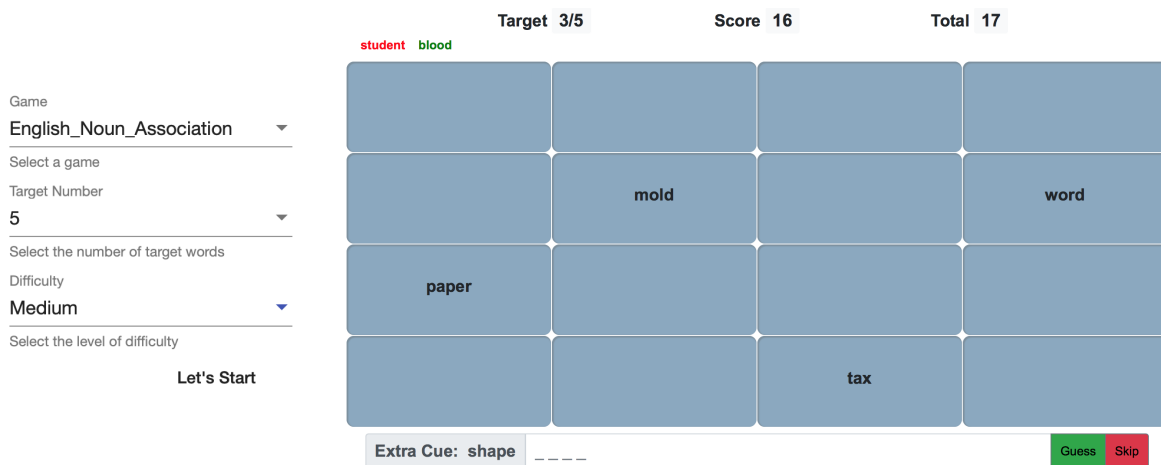 Target 3/5 Score 16 Total 17
student blood
Game
English_Noun_Association
Select a game
Target Number
5
Select the number of target words
Difficulty
Medium
Select the level of difficulty
Let's Start
mold word
paper
tax
Extra Cue: shape _ _ _ _ Guess Skip